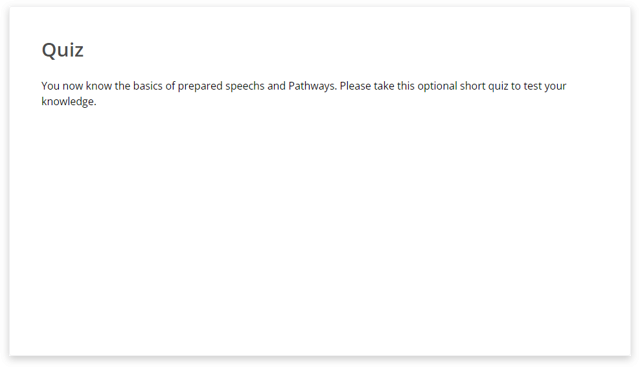 Quiz
You now know the basics of prepared speechs and Pathways. Please take this optional short quiz to test your
knowledge.